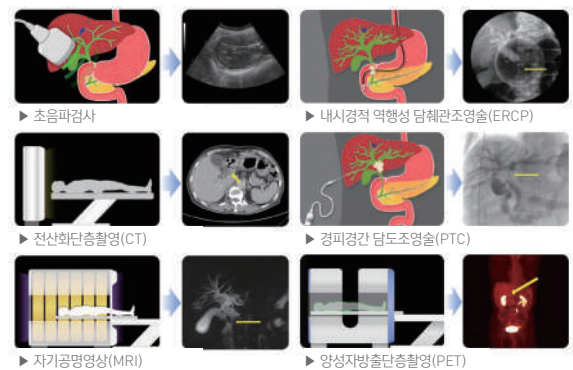 ▶ 초음파검사
▶ 내시경적 역행성 담췌관조영술(ERCP)
▶ 전산화단층촬영(CT)
▶ 경피경간 담도조영술(PTC)
▶ 자기공명영상(MRI)
▶ 양성자방출단층촬영(PET)